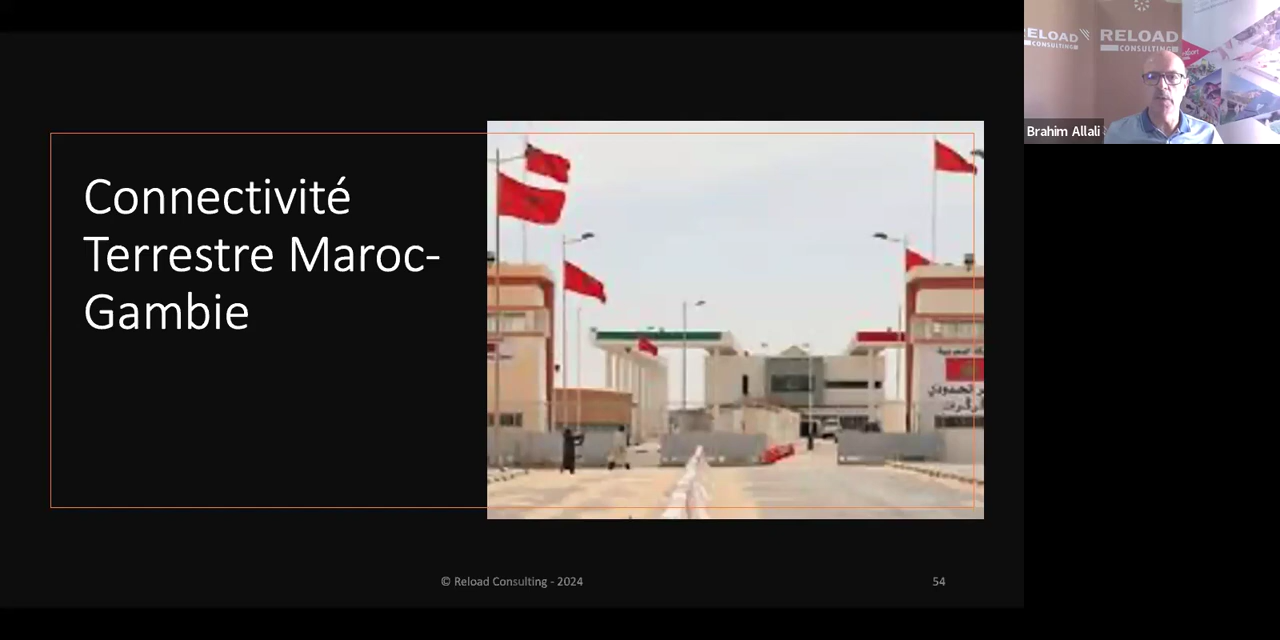 Connectivité
Terrestre Maroc-
Gambie
© Reload Consulting - 2024
54
RELOAD
CONSULTING
RELOAD
CONSULTING
Brahim Allali